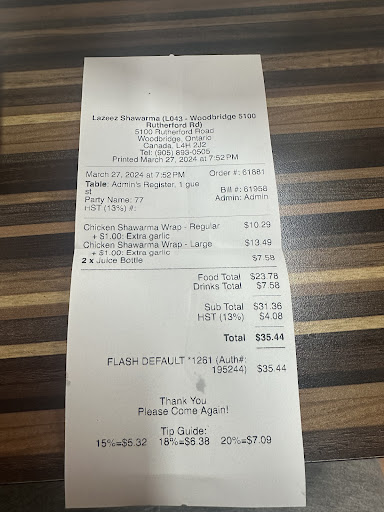 Lazeez Shawarma (L043 - Woodbridge 5100
Rutherford Rd)
5100 Rutherford Road
Woodbridge, Ontario
Canada, L4H 2J2
Tel: (905) 893-0505
Printed March 27, 2024 at 7:52 PM
March 27, 2024 at 7:52 PM Order #: 61881
Table: Admin's Register, 1 gue
st Bill #: 61958
Party Name: 77 Admin: Admin
HST (13%) #:
Chicken Shawarma Wrap - Regular $10.29
+ $1.00: Extra garlic
Chicken Shawarma Wrap - Large $13.49
+ $1.00: Extra garlic
2 x Juice Bottle $7.58
Food Total $23.78
Drinks Total $7.58
Sub Total $31.36
HST (13%) $4.08
Total $35.44
FLASH DEFAULT *1261 (Auth#:
195244) $35.44
Thank You
Please Come Again!
Tip Guide:
15%=$5.32 18%=$6.38 20%=$7.09